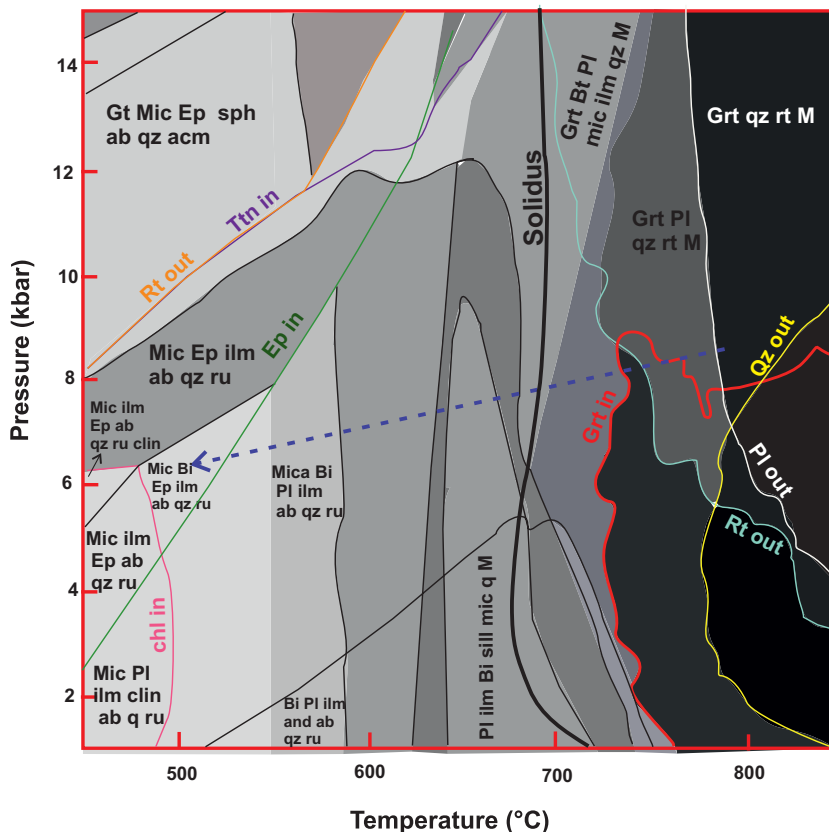 14
12
10
8
6
4
2
Pressure (kbar)
500
600
700
800
Temperature (°C)
Gt Mic Ep sph
ab qz acm
Rt out
Ttn in
Ep in
Mic Ep ilm
ab qz ru
Mic ilm
Ep ab
qz ru clin
Mic Bi
Ep ilm
ab qz ru
Mic ilm
Ep ab
qz ru
chl in
Mic Pl
ilm clin
ab q ru
Mica Bi
Pl ilm
ab qz ru
Bi Pl ilm
and ab
qz ru
Pl ilm Bi sill mic q M
Solidus
Grt Bt Pl
mic ilm qz M
Grt in
Grt Pl
qz rt M
Grt qz rt M
Qz out
Pl out
Rt out